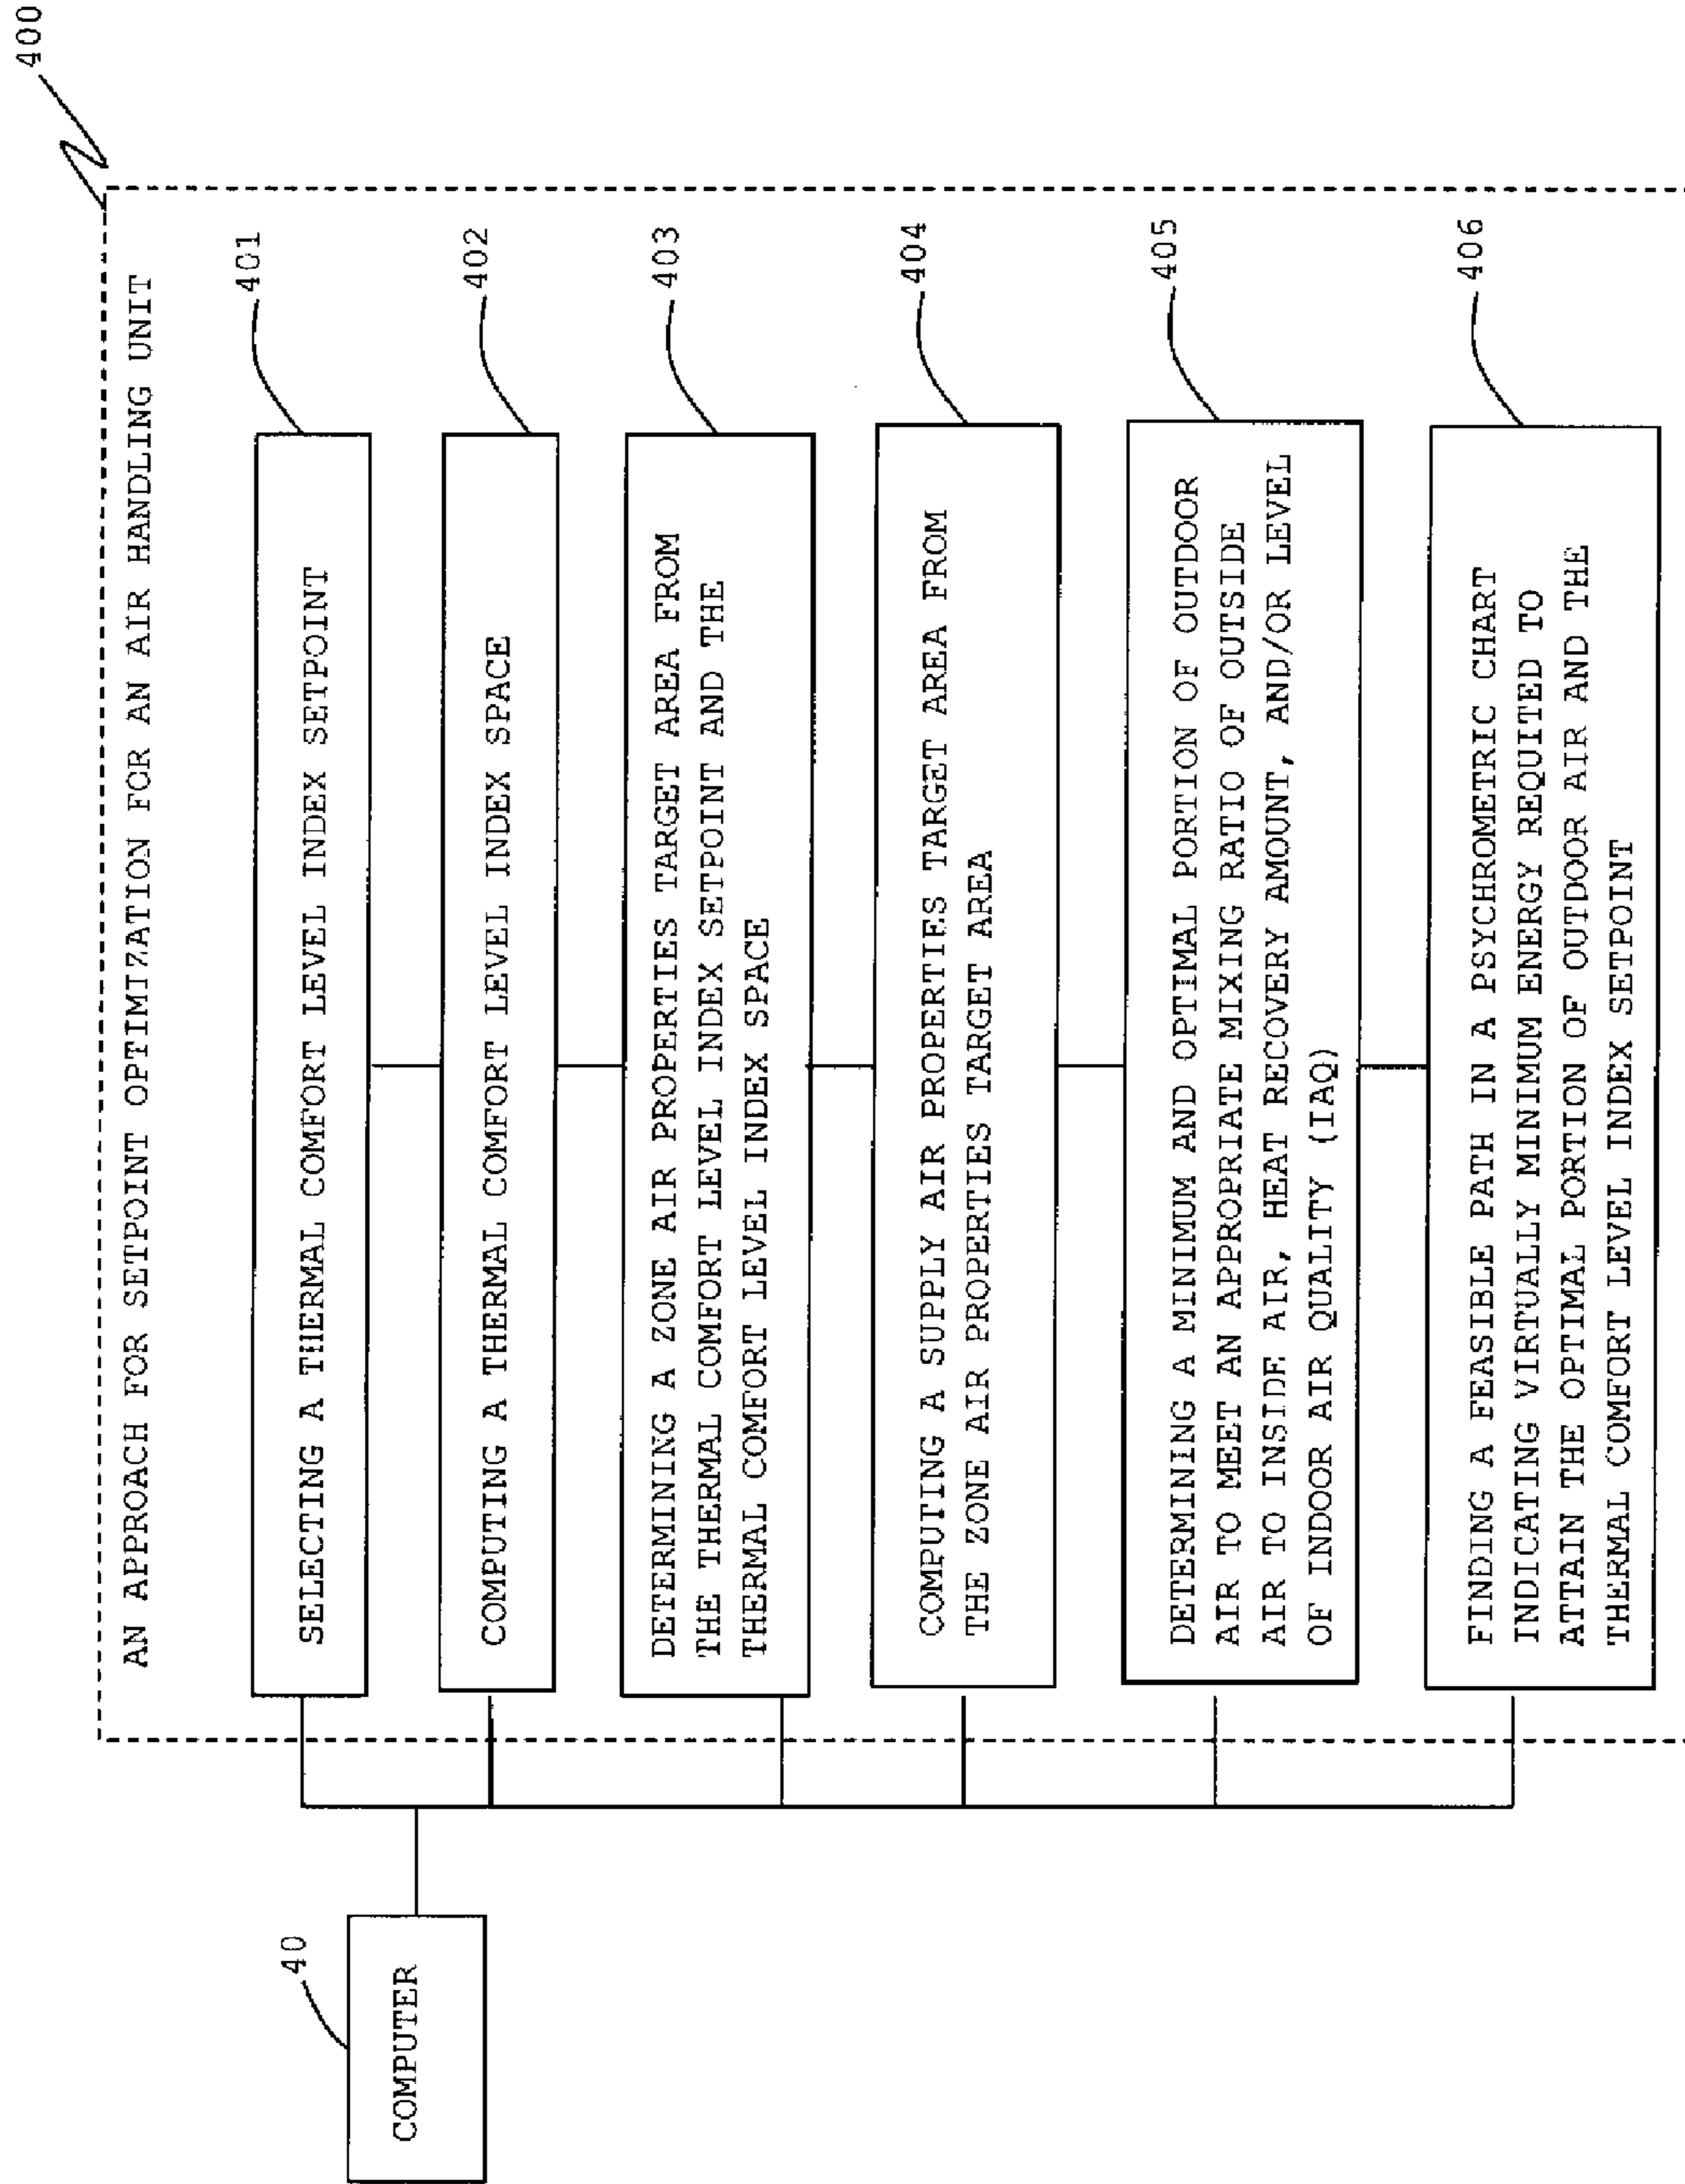 400
AN APPROACH FOR SETPOINT OPTIMIZATION FOR AN AIR HANDLING UNIT
401
SELECTING A THERMAL COMFORT LEVEL INDEX SETPOINT
402
COMPUTING A THERMAL COMFORT LEVEL INDEX SPACE
403
DETERMINING A ZONE AIR PROPERTIES TARGET AREA FROM
THE THERMAL COMFORT LEVEL INDEX SETPOINT AND THE
THERMAL COMFORT LEVEL INDEX SPACE
404
COMPUTING A SUPPLY AIR PROPERTIES TARGET AREA FROM
THE ZONE AIR PROPERTIES TARGET AREA
405
DETERMINING A MINIMUM AND OPTIMAL PORTION OF OUTDOOR
AIR TO MEET AN APPROPRIATE MIXING RATIO OF OUTSIDE
AIR TO INSIDE AIR, HEAT RECOVERY AMOUNT, AND/OR LEVEL
OF INDOOR AIR QUALITY (IAQ)
406
FINDING A FEASIBLE PATH IN A PSYCHROMETRIC CHART
INDICATING VIRTUALLY MINIMUM ENERGY REQUITED TO
ATTAIN THE OPTIMAL PORTION OF OUTDOOR AIR AND THE
THERMAL COMFORT LEVEL INDEX SETPOINT
40
COMPUTER